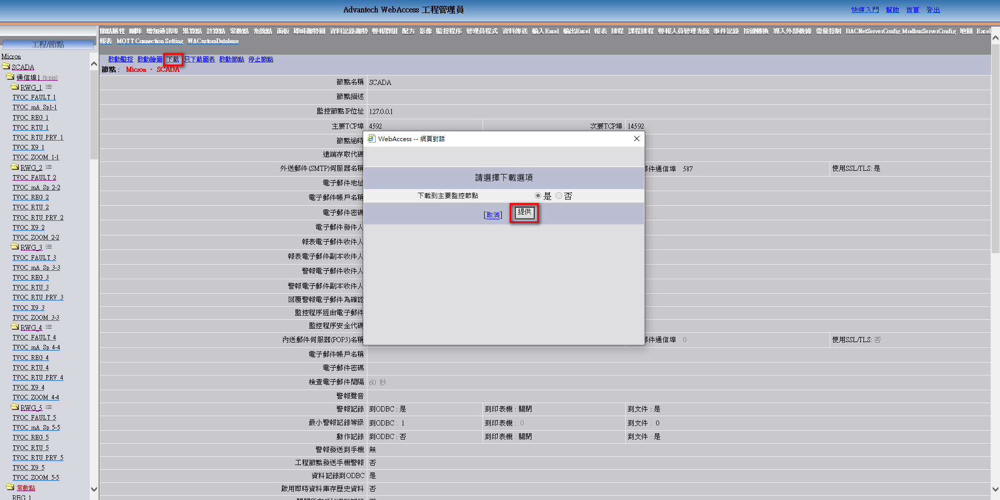 Advantech WebAccess 工程管理員
快速入門 幫助 首頁 登出
節點屬性 刪除 增加通訊埠 累算點 計算點 常數點 系統點 面板 即時趨勢圖 資料記錄趨勢 警報群組 配方 影像 監控程序 管理員程式 資料傳送 輸入Excel 輸出Excel 報表 排程 課程排程 警報人員管理系統 事件記錄 按鍵轉換 導入外部數據 需量控制 BACNetServerConfig ModbusServerConfig 地圖 Excel
報表 MQTT Connection Setting WACustomDatabase
工程/節點
Micron
SCADA
通信埠1 (tcpip)
RWG_1
TVOC_FAULT_1
TVOC_mA_Sp1-1
TVOC_REG_1
TVOC_RTU_1
TVOC_RTU_PRV_1
TVOC_X9_1
TVOC_ZOOM_1-1
RWG_2
TVOC_FAULT_2
TVOC_mA_Sp_2-2
TVOC_REG_2
TVOC_RTU_2
TVOC_RTU_PRV_2
TVOC_X9_2
TVOC_ZOOM_2-2
RWG_3
TVOC_FAULT_3
TVOC_mA_Sp_3-3
TVOC_REG_3
TVOC_RTU_3
TVOC_RTU_PRV_3
TVOC_X9_3
TVOC_ZOOM_3-3
RWG_4
TVOC_FAULT_4
TVOC_mA_Sp_4-4
TVOC_REG_4
TVOC_RTU_4
TVOC_RTU_PRV_4
TVOC_X9_4
TVOC_ZOOM_4-4
RWG_5
TVOC_FAULT_5
TVOC_mA_Sp_5-5
TVOC_REG_5
TVOC_RTU_5
TVOC_RTU_PRV_5
TVOC_X9_5
TVOC_ZOOM_5-5
常數點
REG_1
啟動監控 啟動繪圖 下載 只下載圖表 啟動節點 停止節點
節點 : Micron - SCADA
節點名稱 SCADA
節點描述
監控節點IP位址 127.0.0.1
主要TCP埠 4592 次要TCP埠 14592
節點逾時
遠端存取代碼
外送郵件(SMTP)伺服器名稱 郵件通信埠 587 使用SSL/TLS: 是
電子郵件地址
電子郵件帳戶名稱
電子郵件密碼
電子郵件發件人
報表電子郵件收件人
報表電子郵件副本收件人
警報電子郵件收件人
警報電子郵件副本收件人
回覆警報電子郵件為確認
監控程序經由電子郵件
監控程序安全代碼
內送郵件伺服器(POP3)名稱 郵件通信埠 0 使用SSL/TLS: 否
電子郵件帳戶名稱
電子郵件密碼
檢查電子郵件間隔 60 秒
警報聲音
警報記錄 到ODBC : 是 到印表機 : 關閉 到文件 : 是
最小警報記錄等級 到ODBC : 1 到印表機 : 0 到文件 : 0
動作記錄 到ODBC : 否 到印表機 : 關閉 到文件 : 是
警報發送到手機 無
工程節點發送手機警報 否
資料記錄到ODBC 是
啟用即時資料庫存歷史資料 否
WebAccess -- 網頁對話
請選擇下載選項
下載到主要監控節點 是 否
[取消] 提供